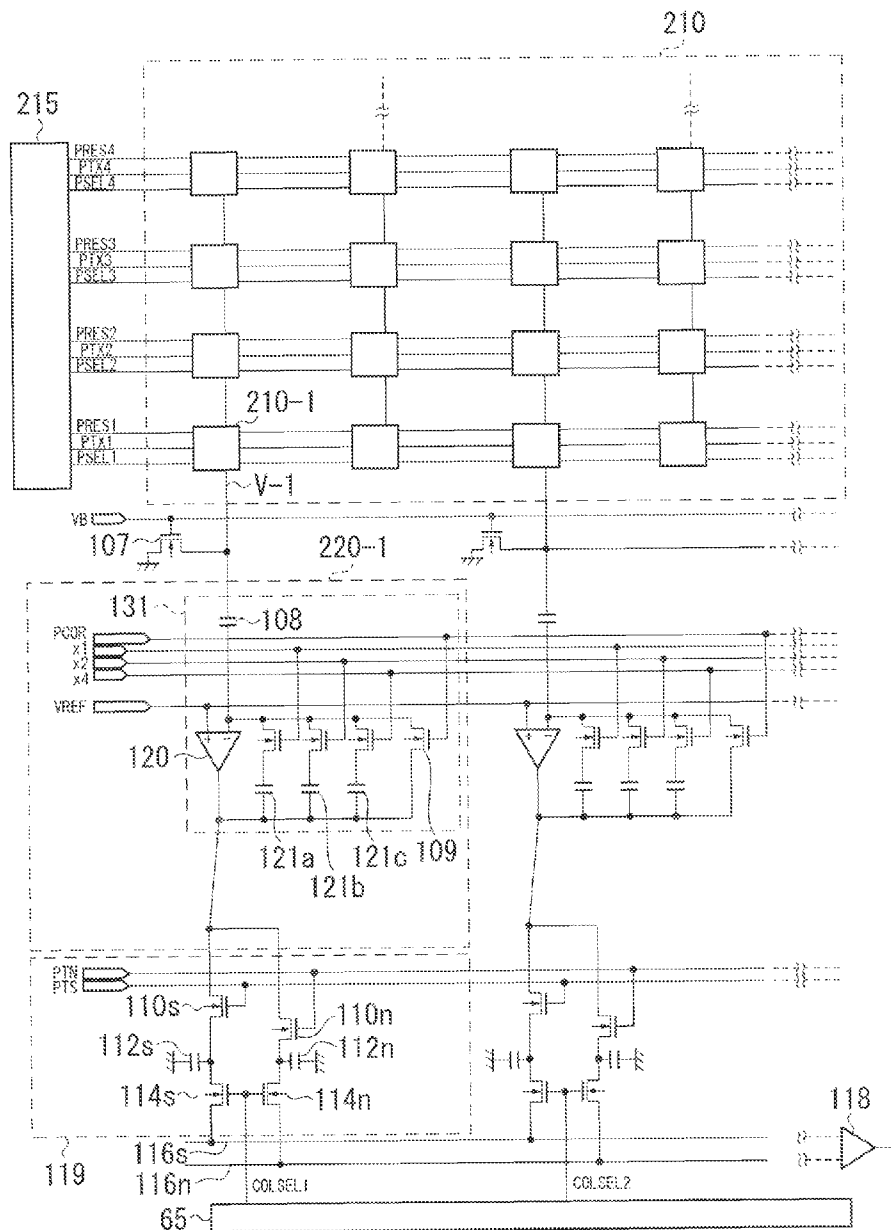 210
215
PRES4
PTX4
PSEL4
PRES3
PTX3
PSEL3
PRES2
PTX2
PSEL2
210-1
PRES1
PTX1
PSEL1
V-1
VB
107
220-1
131
108
PCOR
x1
x2
x4
VREF
120
121a
121b
121c
109
PTN
PTS
110s
110n
112s
112n
114s
114n
118
119
116s
116n
COLSEL1
COLSEL2
65